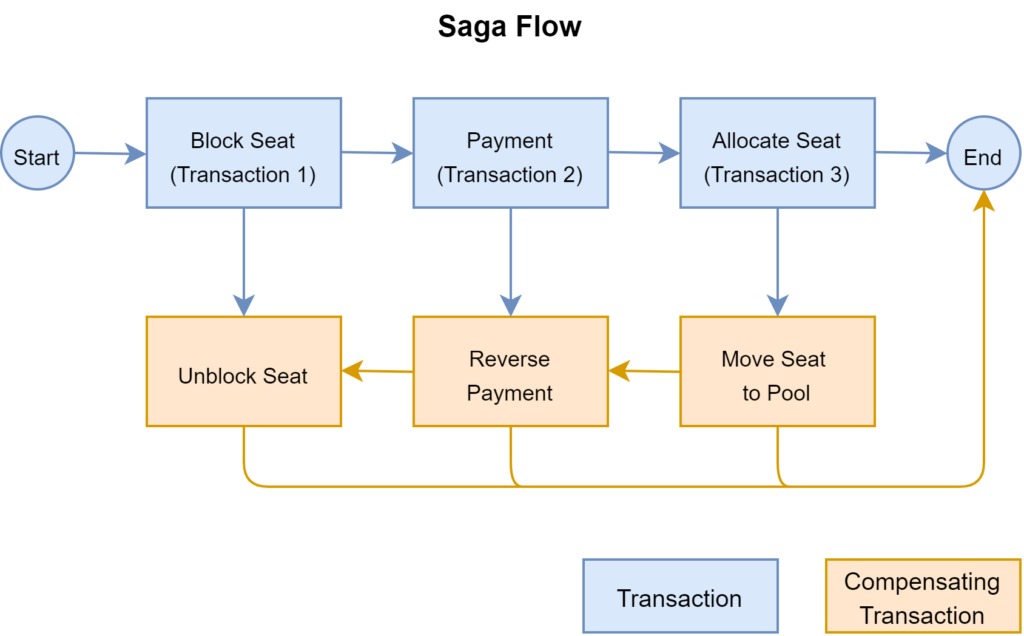 Saga Flow
Start
Block Seat
(Transaction 1)
Payment
(Transaction 2)
Allocate Seat
(Transaction 3)
End
Unblock Seat
Reverse
Payment
Move Seat
to Pool
Transaction
Compensating
Transaction